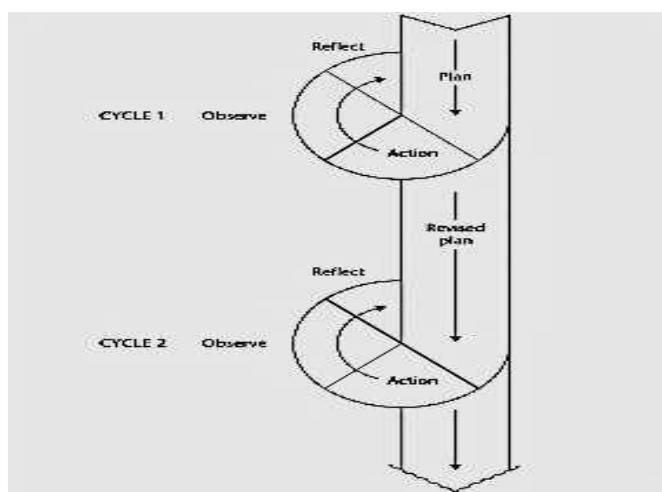 Reflect
Plan
CYCLE 1 Observe
Action
Revised
plan
Reflect
CYCLE 2 Observe
Action